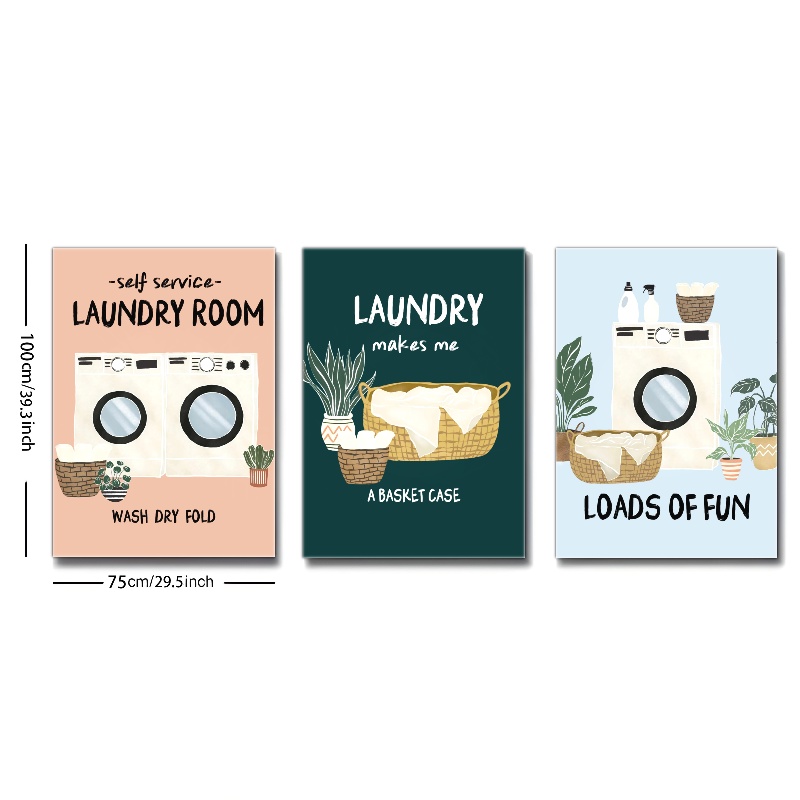 -self service-
LAUNDRY ROOM
WASH DRY FOLD
LAUNDRY
makes me
A BASKET CASE
LOADS OF FUN
100cm/39.3inch
75cm/29.5inch